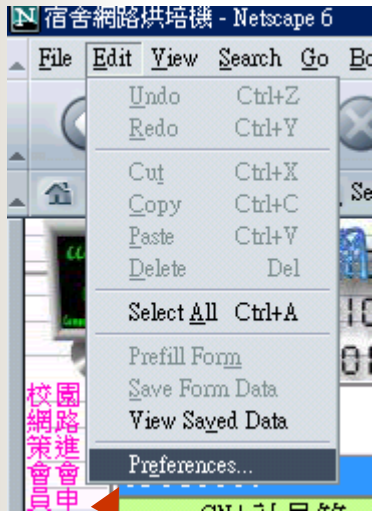 宿舍網路烘培機 - Netscape 6
File Edit View Search Go Bo
Undo Ctrl+Z
Redo Ctrl+Y
Cut Ctrl+X
Copy Ctrl+C
Paste Ctrl+V
Delete Del
Select All Ctrl+A
Prefill Form
Save Form Data
View Saved Data
Preferences...
Se
校園
網路
策進
會會
員申